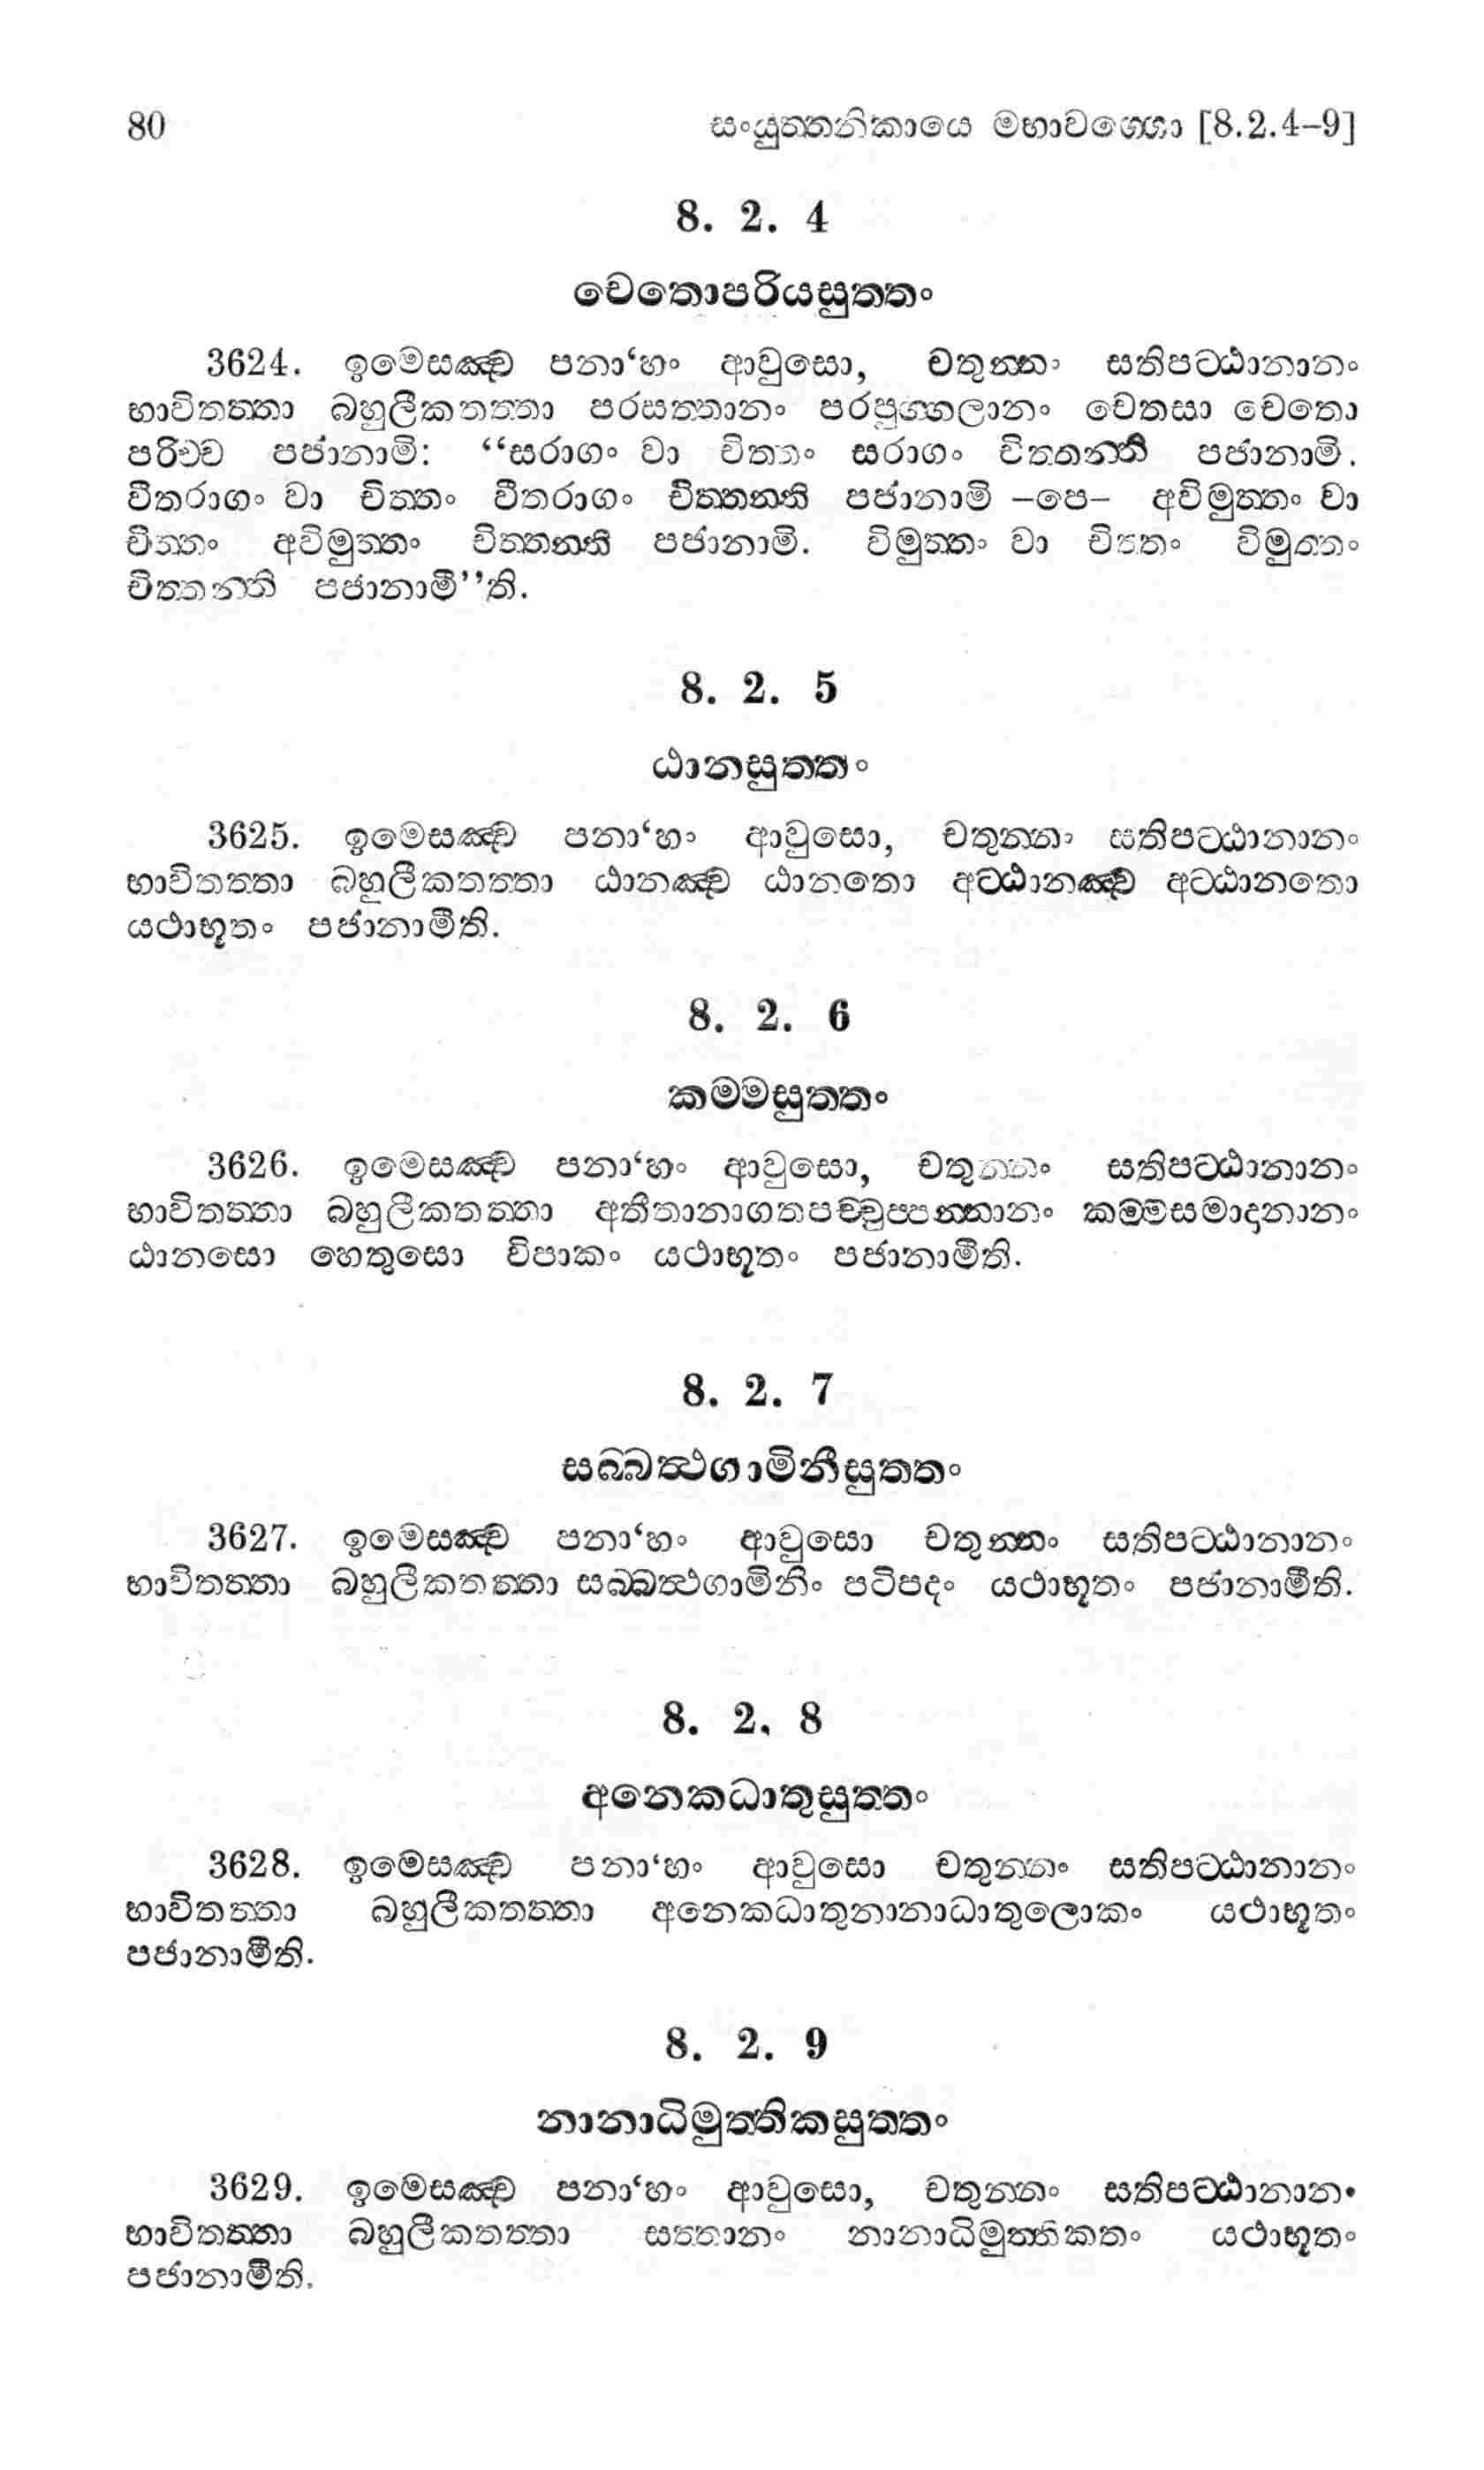 80 සංයුත්තනිකායෙ මහාවග්ගො [8.2.4–9]
8. 2. 4
චෙතොපරියසුත්තං
3624. ඉමෙසඤ්ච පනා‘හං ආවුසො, චතුන්නං සතිපට්ඨානානං
භාවිතත්තා බහුලීකතත්තා පරසත්තානං පරපුග්ගලානං චෙතසා චෙතො
පරිච්ච පජානාමි: “සරාගං වා චිත්තං සරාගං චිත්තන්ති පජානාමි.
වීතරාගං වා චිත්තං වීතරාගං චිත්තන්ති පජානාමි –පෙ– අවිමුත්තං වා
චිත්තං අවිමුත්තං චිත්තන්ති පජානාමි. විමුත්තං වා චිත්තං විමුත්තං
චිත්තන්ති පජානාමී”ති.
8. 2. 5
ඨානසුත්තං
3625. ඉමෙසඤ්ච පනා‘හං ආවුසො, චතුන්නං සතිපට්ඨානානං
භාවිතත්තා බහුලීකතත්තා ඨානඤ්ච ඨානතො අට්ඨානඤ්ච අට්ඨානතො
යථාභූතං පජානාමීති.
8. 2. 6
කම්මසුත්තං
3626. ඉමෙසඤ්ච පනා‘හං ආවුසො, චතුන්නං සතිපට්ඨානානං
භාවිතත්තා බහුලීකතත්තා අතීතානාගතපච්චුප්පන්නානං කම්මසමාදානානං
ඨානසො හෙතුසො විපාකං යථාභූතං පජානාමීති.
8. 2. 7
සබ්බත්ථගාමිනීසුත්තං
3627. ඉමෙසඤ්ච පනා‘හං ආවුසො චතුන්නං සතිපට්ඨානානං
භාවිතත්තා බහුලීකතත්තා සබ්බත්ථගාමිනිං පටිපදං යථාභූතං පජානාමීති.
8. 2. 8
අනෙකධාතුසුත්තං
3628. ඉමෙසඤ්ච පනා‘හං ආවුසො චතුන්නං සතිපට්ඨානානං
භාවිතත්තා බහුලීකතත්තා අනෙකධාතුනානාධාතුලොකං යථාභූතං
පජානාමීති.
8. 2. 9
නානාධිමුත්තිකසුත්තං
3629. ඉමෙසඤ්ච පනා‘හං ආවුසො, චතුන්නං සතිපට්ඨානානං
භාවිතත්තා බහුලීකතත්තා සත්තානං නානාධිමුත්තිකතං යථාභූතං
පජානාමීති.